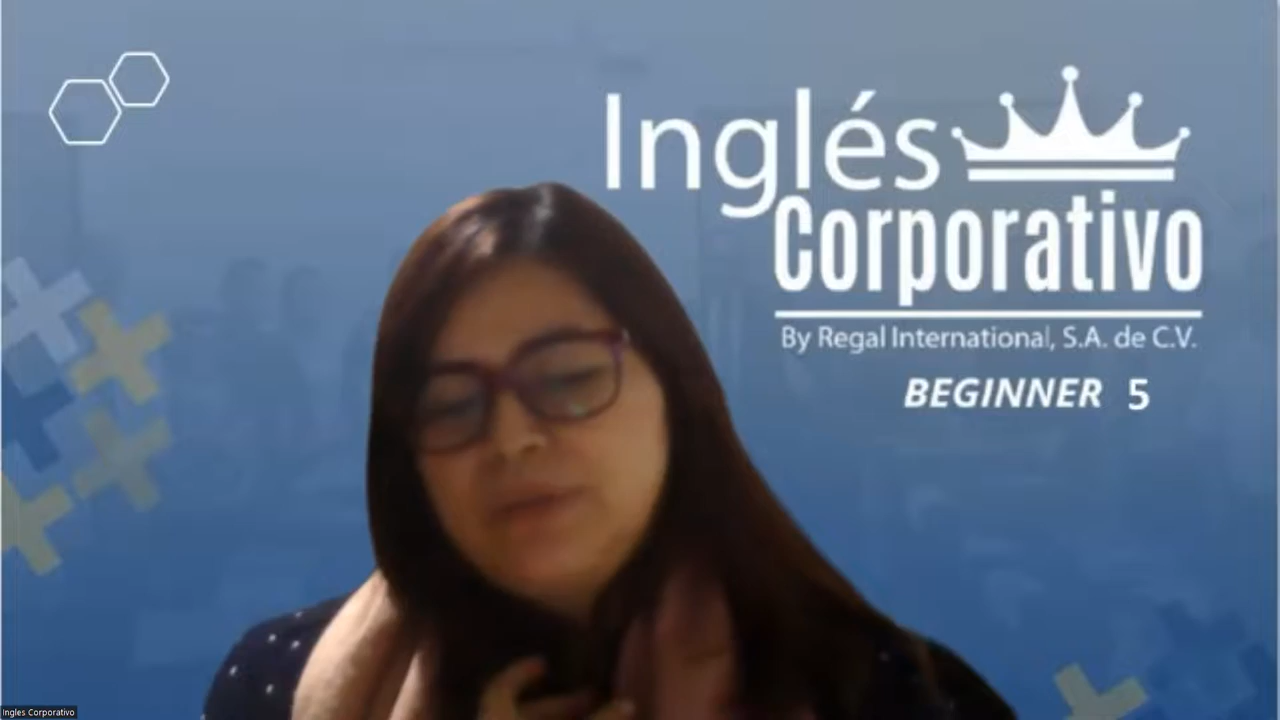 Inglés
Corporativo
By Regal International, S.A. de C.V.
BEGINNER 5
Ingles Corporativo